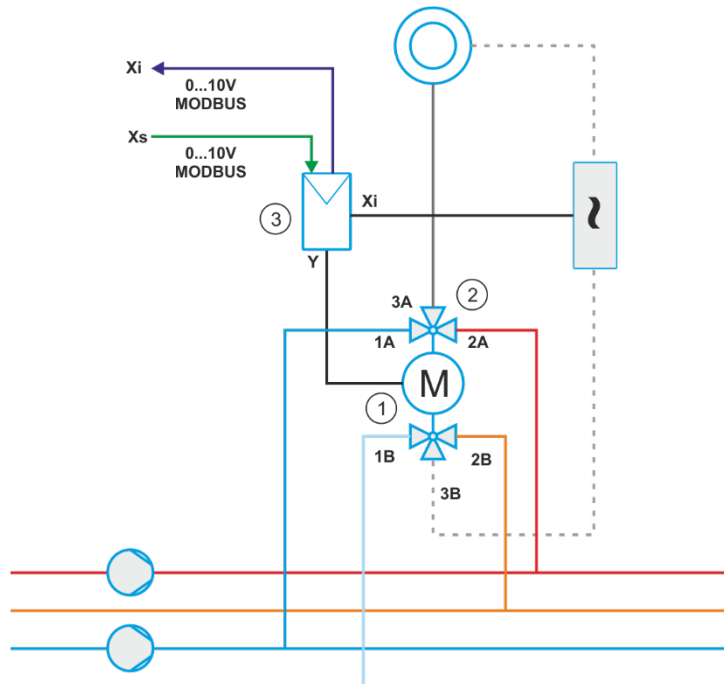 Xi
0...10V
MODBUS
Xs
0...10V
MODBUS
3
Xi
~
Y
3A
2
1A
2A
M
1
1B
2B
3B